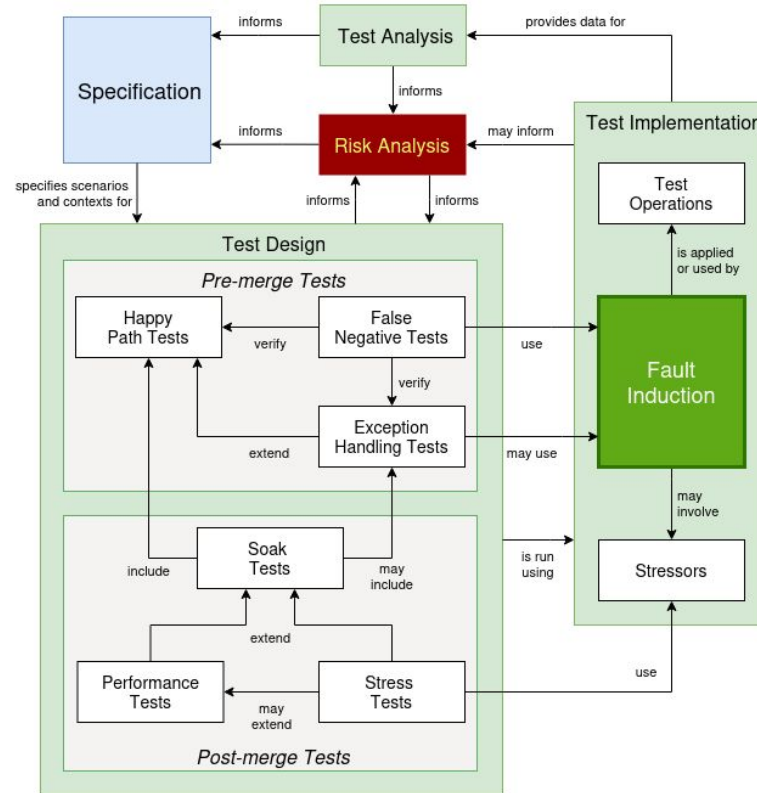 informs
Test Analysis
provides data for
Specification
informs
informs
Risk Analysis
may inform
Test Implementation
specifies scenarios
and contexts for
informs
informs
Test
Operations
Test Design
Pre-merge Tests
is applied
or used by
Happy
Path Tests
verify
False
Negative Tests
use
Fault
Induction
verify
extend
Exception
Handling Tests
may use
may
involve
include
Soak
Tests
may
include
is run
using
Stressors
extend
Performance
Tests
may
extend
Stress
Tests
use
Post-merge Tests